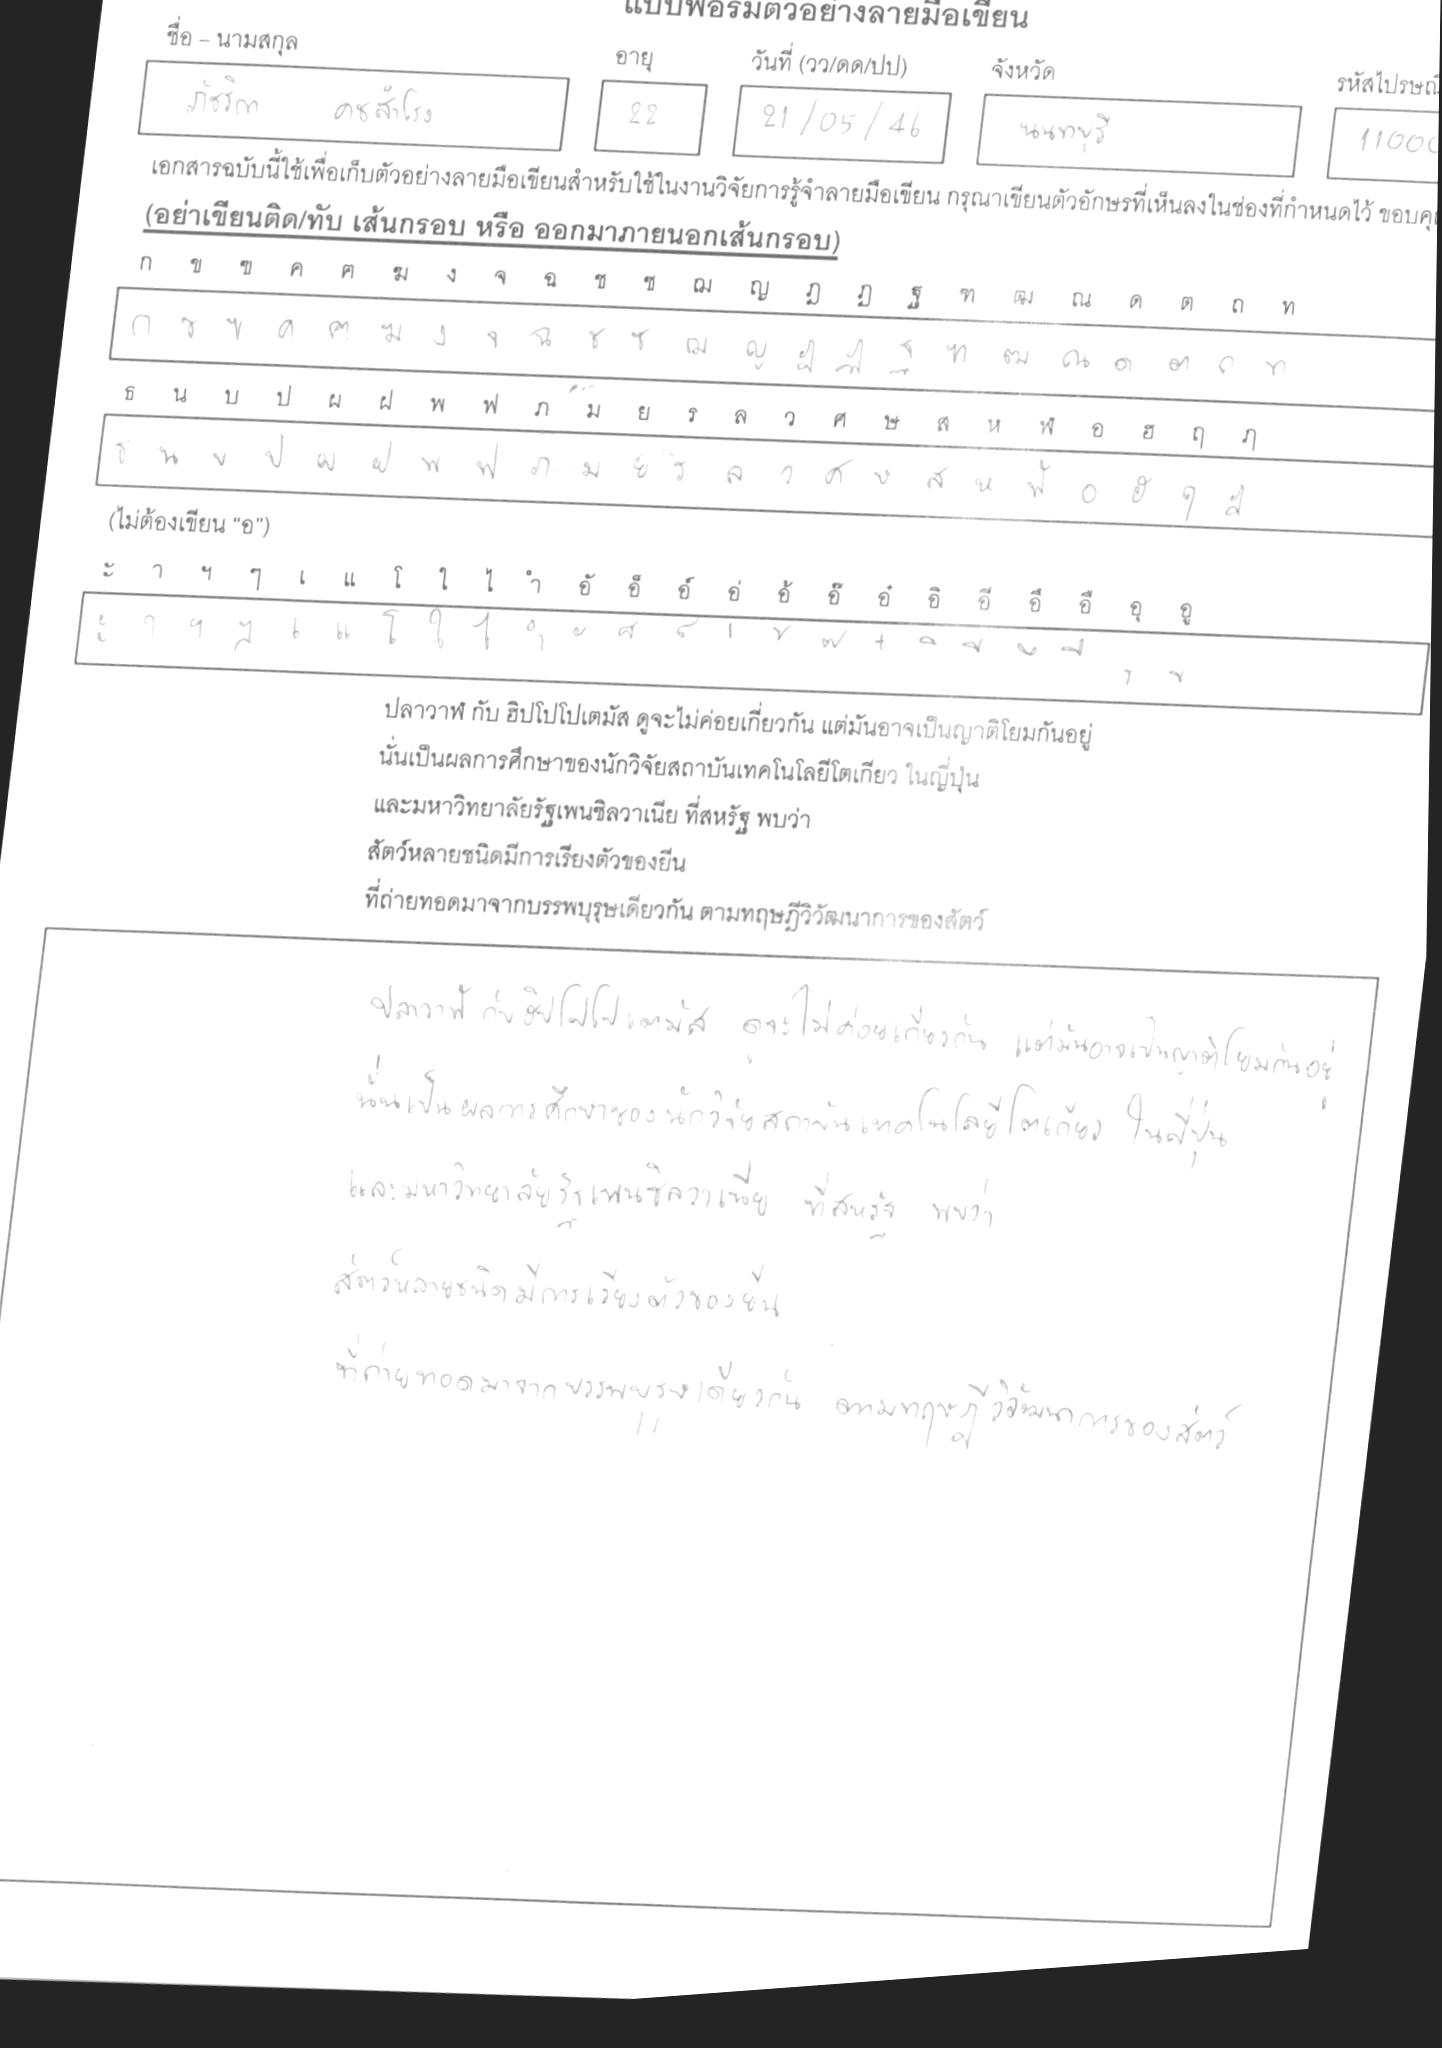 แบบฟอร์มตัวอย่างลายมือเขียน
ชื่อ – นามสกุล อายุ วันที่ (วว/ดด/ปป) จังหวัด รหัสไปรษณี
ภัชริกา คชสำโรง 22 21/05/46 นนทบุรี 11000
เอกสารฉบับนี้ใช้เพื่อเก็บตัวอย่างลายมือเขียนสำหรับใช้ในงานวิจัยการรู้จำลายมือเขียน กรุณาเขียนตัวอักษรที่เห็นลงในช่องที่กำหนดไว้ ขอบคุณ
(อย่าเขียนติด/ทับ เส้นกรอบ หรือ ออกมาภายนอกเส้นกรอบ)
ก ข ฃ ค ฅ ฆ ง จ ฉ ช ซ ฌ ญ ฎ ฏ ฐ ฑ ฒ ณ ด ต ถ ท
ก ข ฃ ค ฅ ฆ ง จ ฉ ช ซ ฌ ญ ฎ ฏ ฐ ฑ ฒ ณ ด ต ถ ท
ธ น บ ป ผ ฝ พ ฟ ภ ม ย ร ล ว ศ ษ ส ห ฬ อ ฮ ฤ ฦ
ธ น บ ป ผ ฝ พ ฟ ภ ม ย ร ล ว ศ ษ ส ห ฬ อ ฮ ฤ ฦ
(ไม่ต้องเขียน "อ")
ะ า ฯ ๆ เ แ โ ใ ไ ำ อั อ็ อ์ อ่ อ้ อ๊ อ๋ อิ อี อึ อื อุ อู
ะ า ฯ ๆ เ แ โ ใ ไ ำ ั ็ ์ ่ ้ ๊ ๋ ิ ี ึ ื ุ ู
ปลาวาฬ กับ ฮิปโปโปเตมัส ดูจะไม่ค่อยเกี่ยวกัน แต่มันอาจเป็นญาติโยมกันอยู่
นั่นเป็นผลการศึกษาของนักวิจัยสถาบันเทคโนโลยีโตเกียว ในญี่ปุ่น
และมหาวิทยาลัยรัฐเพนซิลวาเนีย ที่สหรัฐ พบว่า
สัตว์หลายชนิดมีการเรียงตัวของยีน
ที่ถ่ายทอดมาจากบรรพบุรุษเดียวกัน ตามทฤษฎีวิวัฒนาการของสัตว์
ปลาวาฬ กับฮิปโปโปเตมัส ดูจะไม่ค่อยเกี่ยวกัน แต่มันอาจเป็นญาติโยมกันอยู่
นั่นเป็นผลการศึกษาของนักวิจัยสถาบันเทคโนโลยีโตเกียว ในญี่ปุ่น
และมหาวิทยาลัยรัฐเพนซิลวาเนีย ที่สหรัฐ พบว่า
สัตว์หลายชนิดมีการเรียงตัวของยีน
ที่ถ่ายทอดมาจากบรรพบุรุษเดียวกัน ตามทฤษฎีวิวัฒนาการของสัตว์